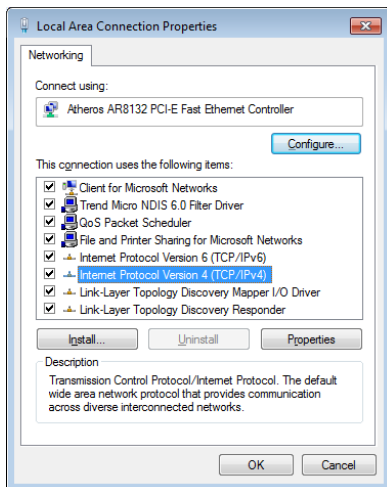 Local Area Connection Properties
Networking
Connect using:
Atheros AR8132 PCI-E Fast Ethernet Controller
Configure...
This connection uses the following items:
Client for Microsoft Networks
Trend Micro NDIS 6.0 Filter Driver
QoS Packet Scheduler
File and Printer Sharing for Microsoft Networks
Internet Protocol Version 6 (TCP/IPv6)
Internet Protocol Version 4 (TCP/IPv4)
Link-Layer Topology Discovery Mapper I/O Driver
Link-Layer Topology Discovery Responder
Install... Uninstall Properties
Description
Transmission Control Protocol/Internet Protocol. The default
wide area network protocol that provides communication
across diverse interconnected networks.
OK Cancel